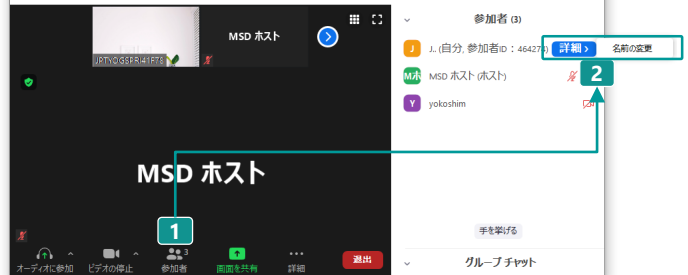 MSD ホスト
JPTYOGSPRJ41FT8
参加者 (3)
J J.. (自分, 参加者ID：464274) 詳細 名前の変更
Mホ MSD ホスト (ホスト)
2
Y yokoshim
MSD ホスト
1
手を挙げる
3
オーディオに参加 ビデオの停止 参加者 画面を共有 詳細 退出
グループ チャット